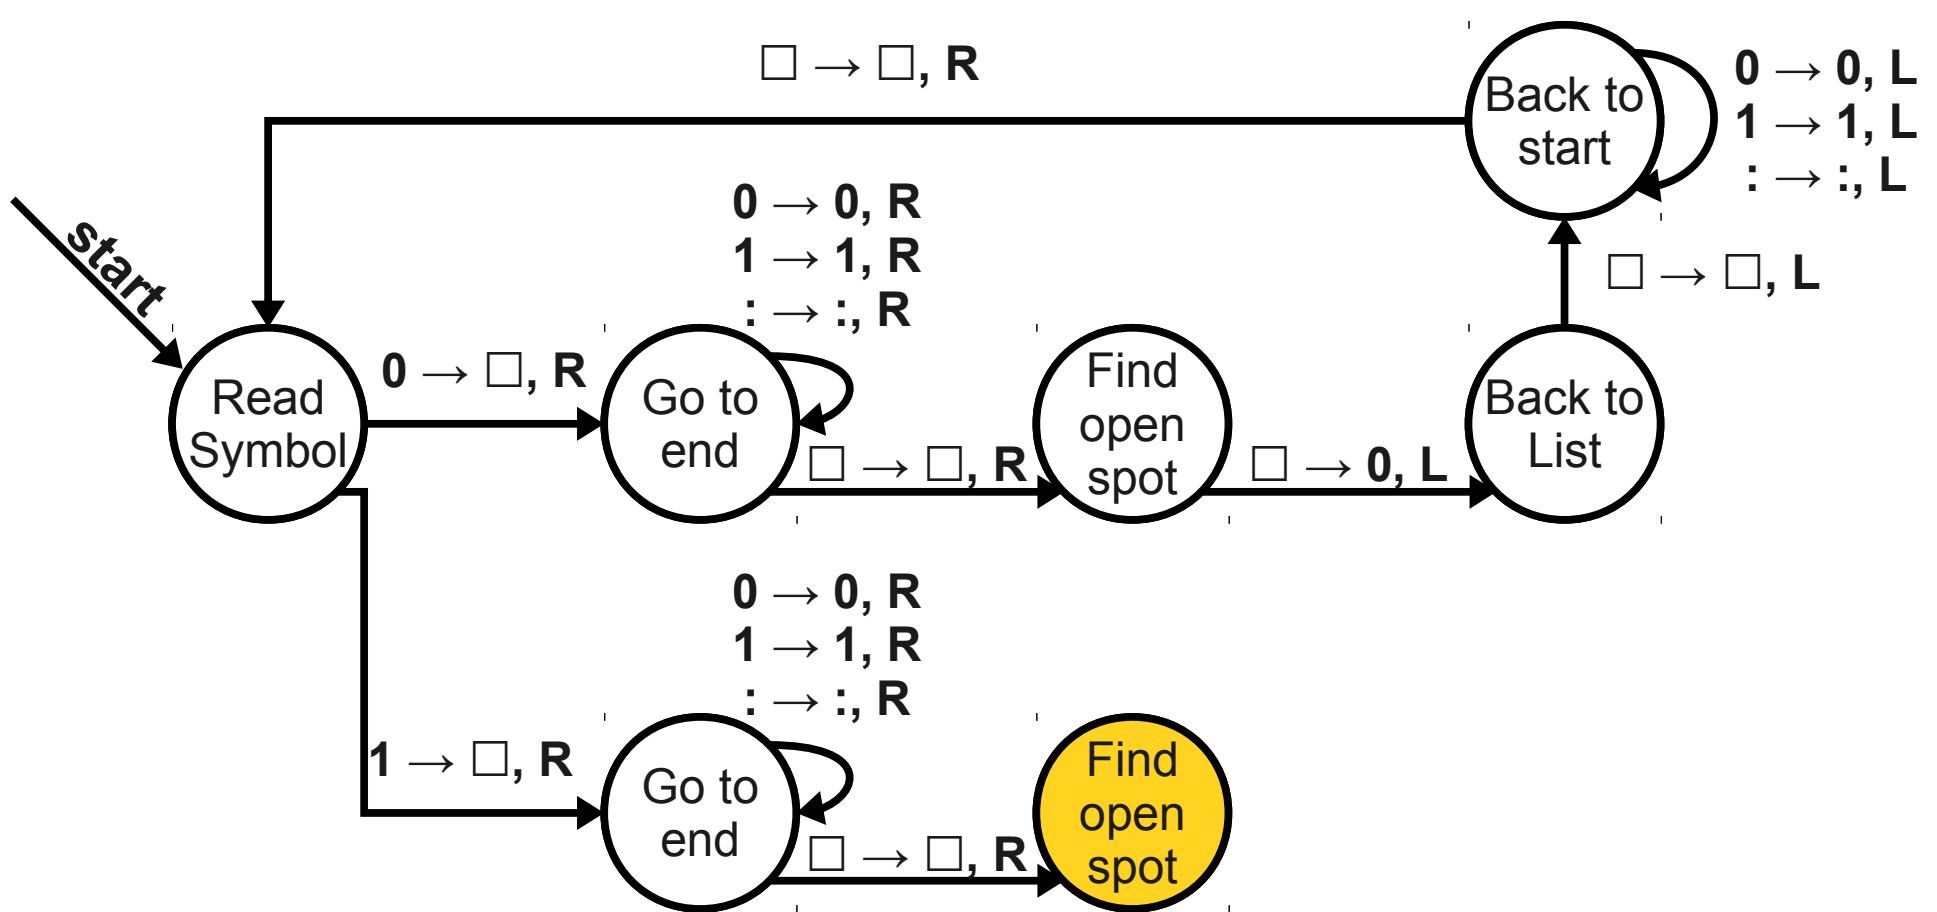 □ → □, R
Back to
start
0 → 0, L
1 → 1, L
: → :, L
start
0 → 0, R
1 → 1, R
: → :, R
□ → □, L
Read
Symbol
0 → □, R
Go to
end
□ → □, R
Find
open
spot
□ → 0, L
Back to
List
0 → 0, R
1 → 1, R
: → :, R
1 → □, R
Go to
end
□ → □, R
Find
open
spot